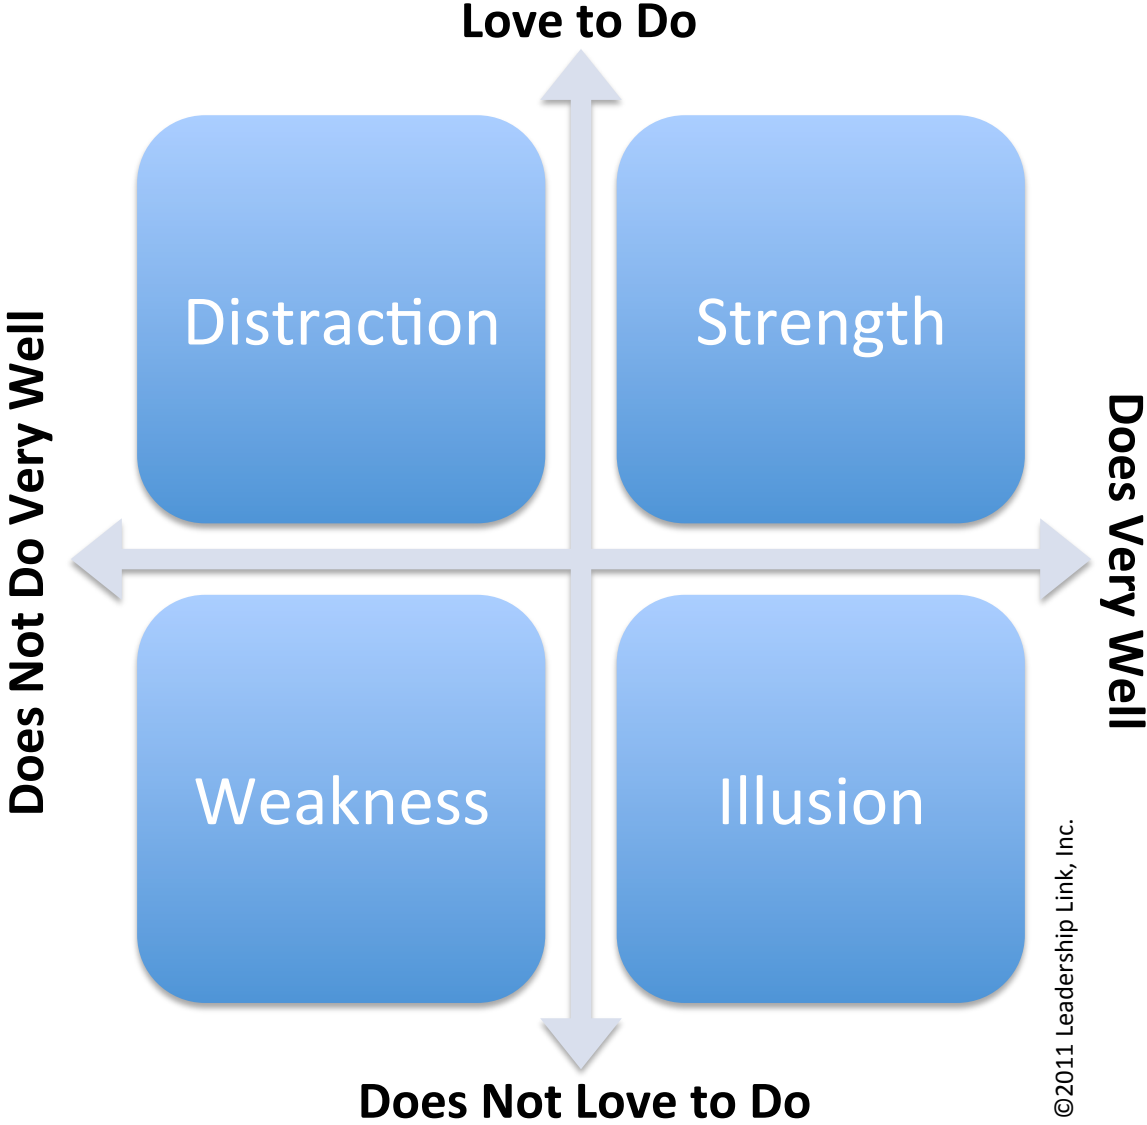 Love to Do
Distraction
Strength
Does Not Do Very Well
Does Very Well
Weakness
Illusion
©2011 Leadership Link, Inc.
Does Not Love to Do